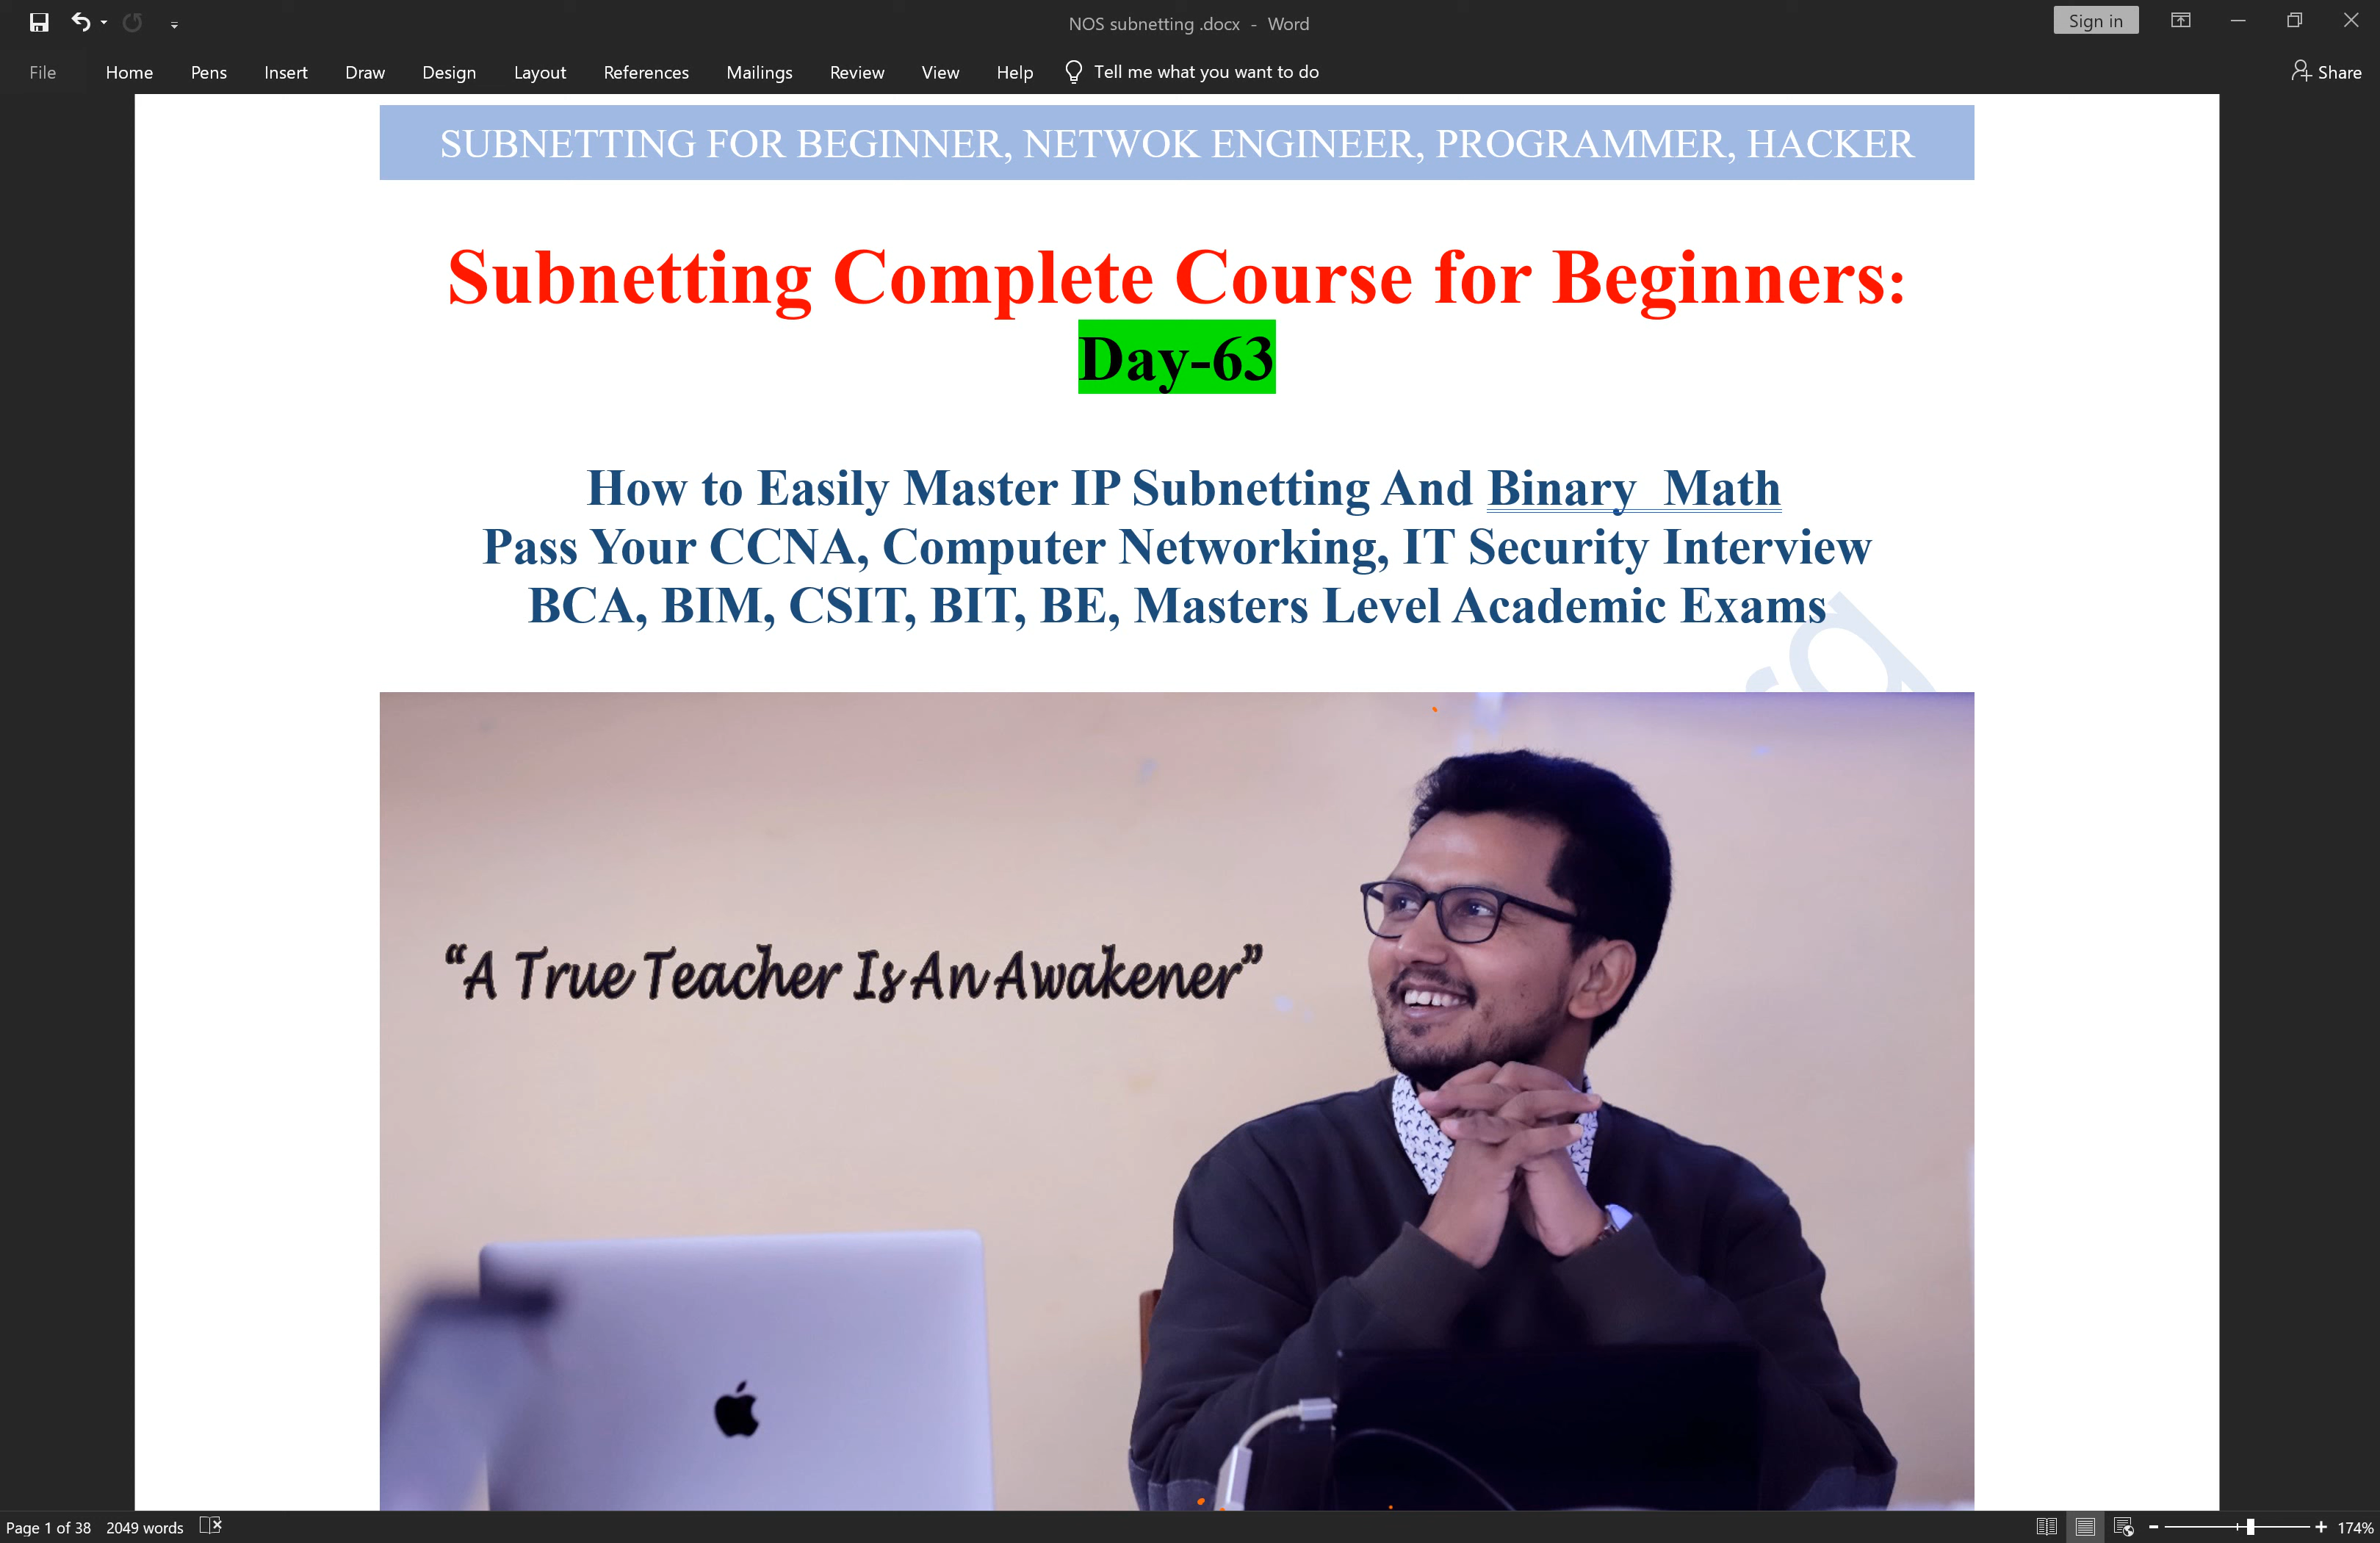 NOS subnetting .docx - Word
Sign in
File Home Pens Insert Draw Design Layout References Mailings Review View Help Tell me what you want to do Share
SUBNETTING FOR BEGINNER, NETWOK ENGINEER, PROGRAMMER, HACKER
Subnetting Complete Course for Beginners:
Day-63
How to Easily Master IP Subnetting And Binary  Math
Pass Your CCNA, Computer Networking, IT Security Interview
BCA, BIM, CSIT, BIT, BE, Masters Level Academic Exams
“A True Teacher Is An Awakener”
Page 1 of 38 2049 words 174%